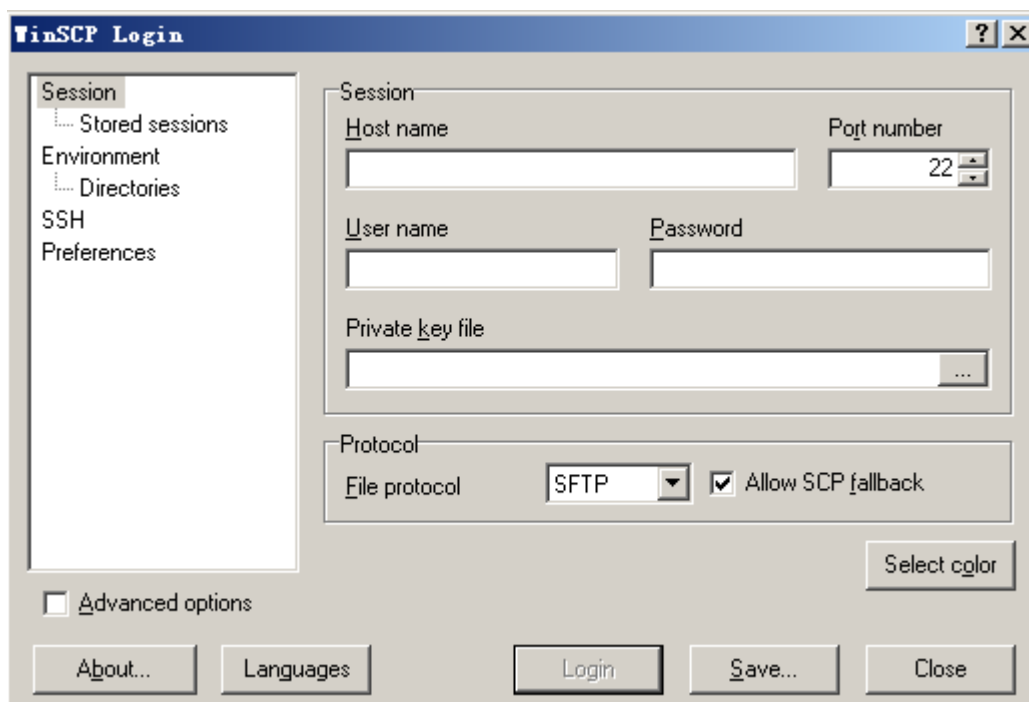 WinSCP Login
Session
Stored sessions
Environment
Directories
SSH
Preferences
Session
Host name Port number
22
User name Password
Private key file
...
Protocol
File protocol SFTP Allow SCP fallback
Select color
Advanced options
About... Languages Login Save... Close